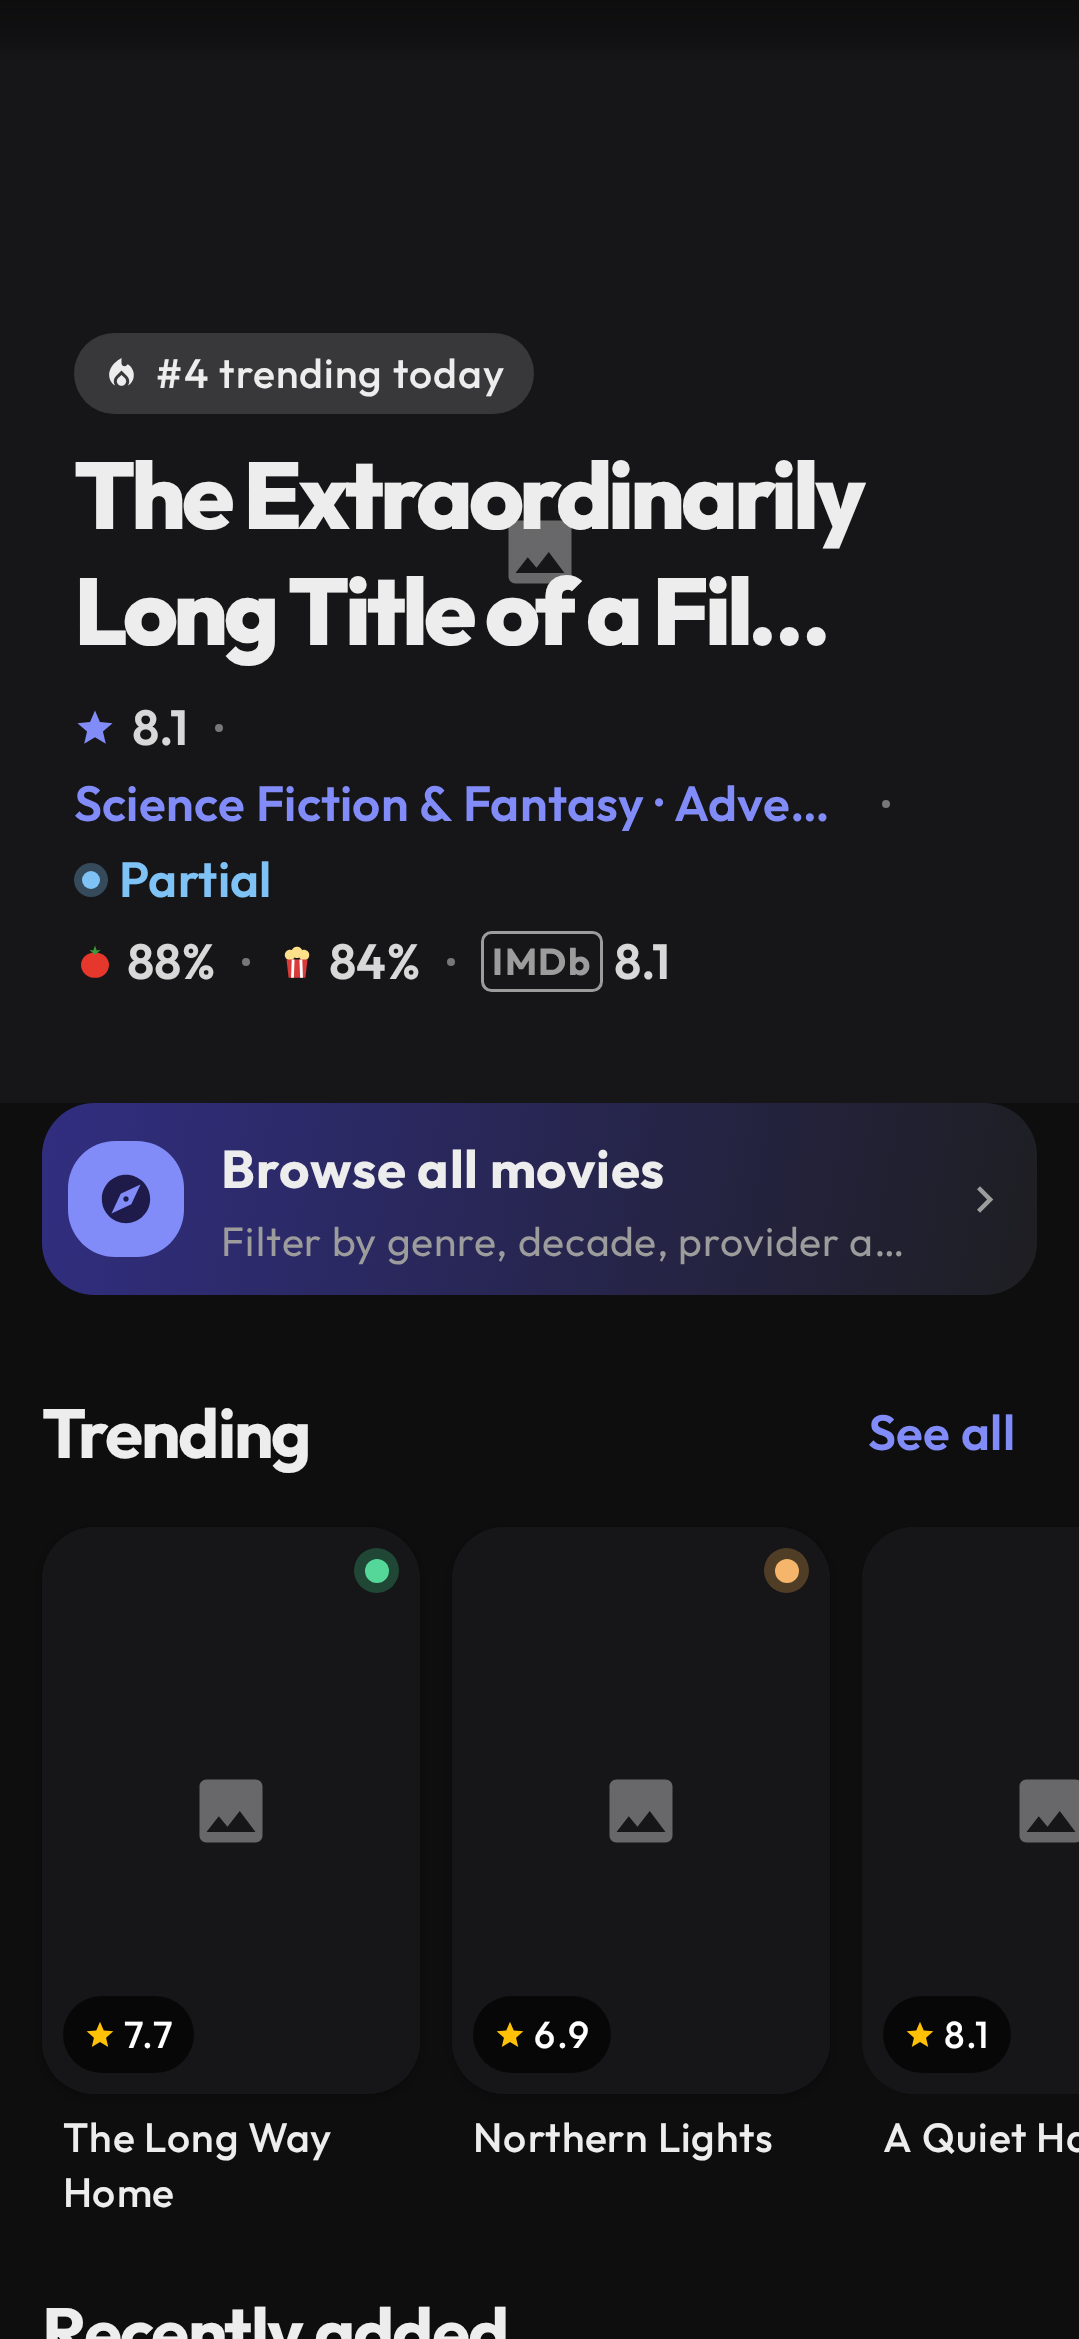 #4 trending today
The Extraordinarily
Long Title of a Fil...
8.1 ·
Science Fiction & Fantasy · Adve... ·
Partial
88% · 84% · IMDb 8.1
Browse all movies
Filter by genre, decade, provider a...
Trending
See all
7.7
6.9
8.1
The Long Way
Home
Northern Lights
A Quiet
Recently added